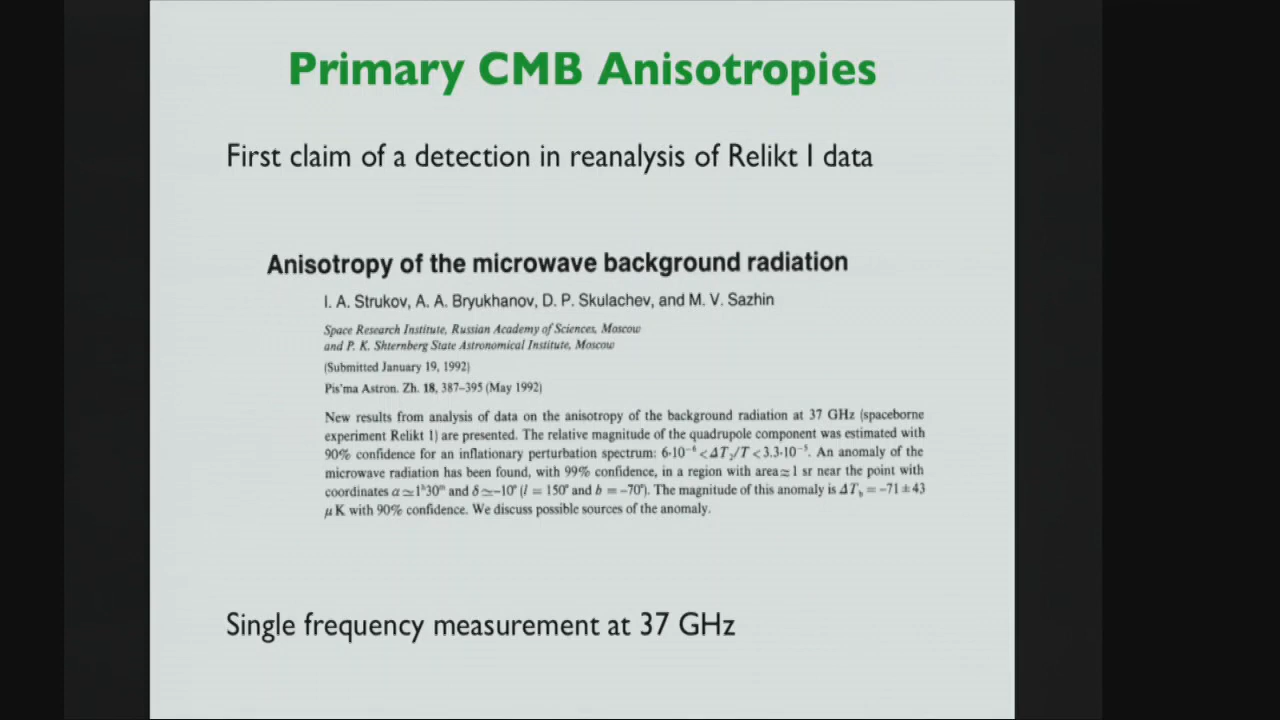 Primary CMB Anisotropies
First claim of a detection in reanalysis of Relikt I data
Anisotropy of the microwave background radiation
I. A. Strukov, A. A. Bryukhanov, D. P. Skulachev, and M. V. Sazhin
Space Research Institute, Russian Academy of Sciences, Moscow
and P. K. Shternberg State Astronomical Institute, Moscow
(Submitted January 19, 1992)
Pis'ma Astron. Zh. 18, 387–395 (May 1992)
New results from analysis of data on the anisotropy of the background radiation at 37 GHz (spaceborne
experiment Relikt 1) are presented. The relative magnitude of the quadrupole component was estimated with
90% confidence for an inflationary perturbation spectrum: 6·10⁻⁶<ΔT₂/T<3.3·10⁻⁵. An anomaly of the
microwave radiation has been found, with 99% confidence, in a region with area≃1 sr near the point with
coordinates α≃1ʰ30ᵐ and δ≃−10° (l = 150° and b = −70°). The magnitude of this anomaly is ΔT_b = −71±43
μK with 90% confidence. We discuss possible sources of the anomaly.
Single frequency measurement at 37 GHz